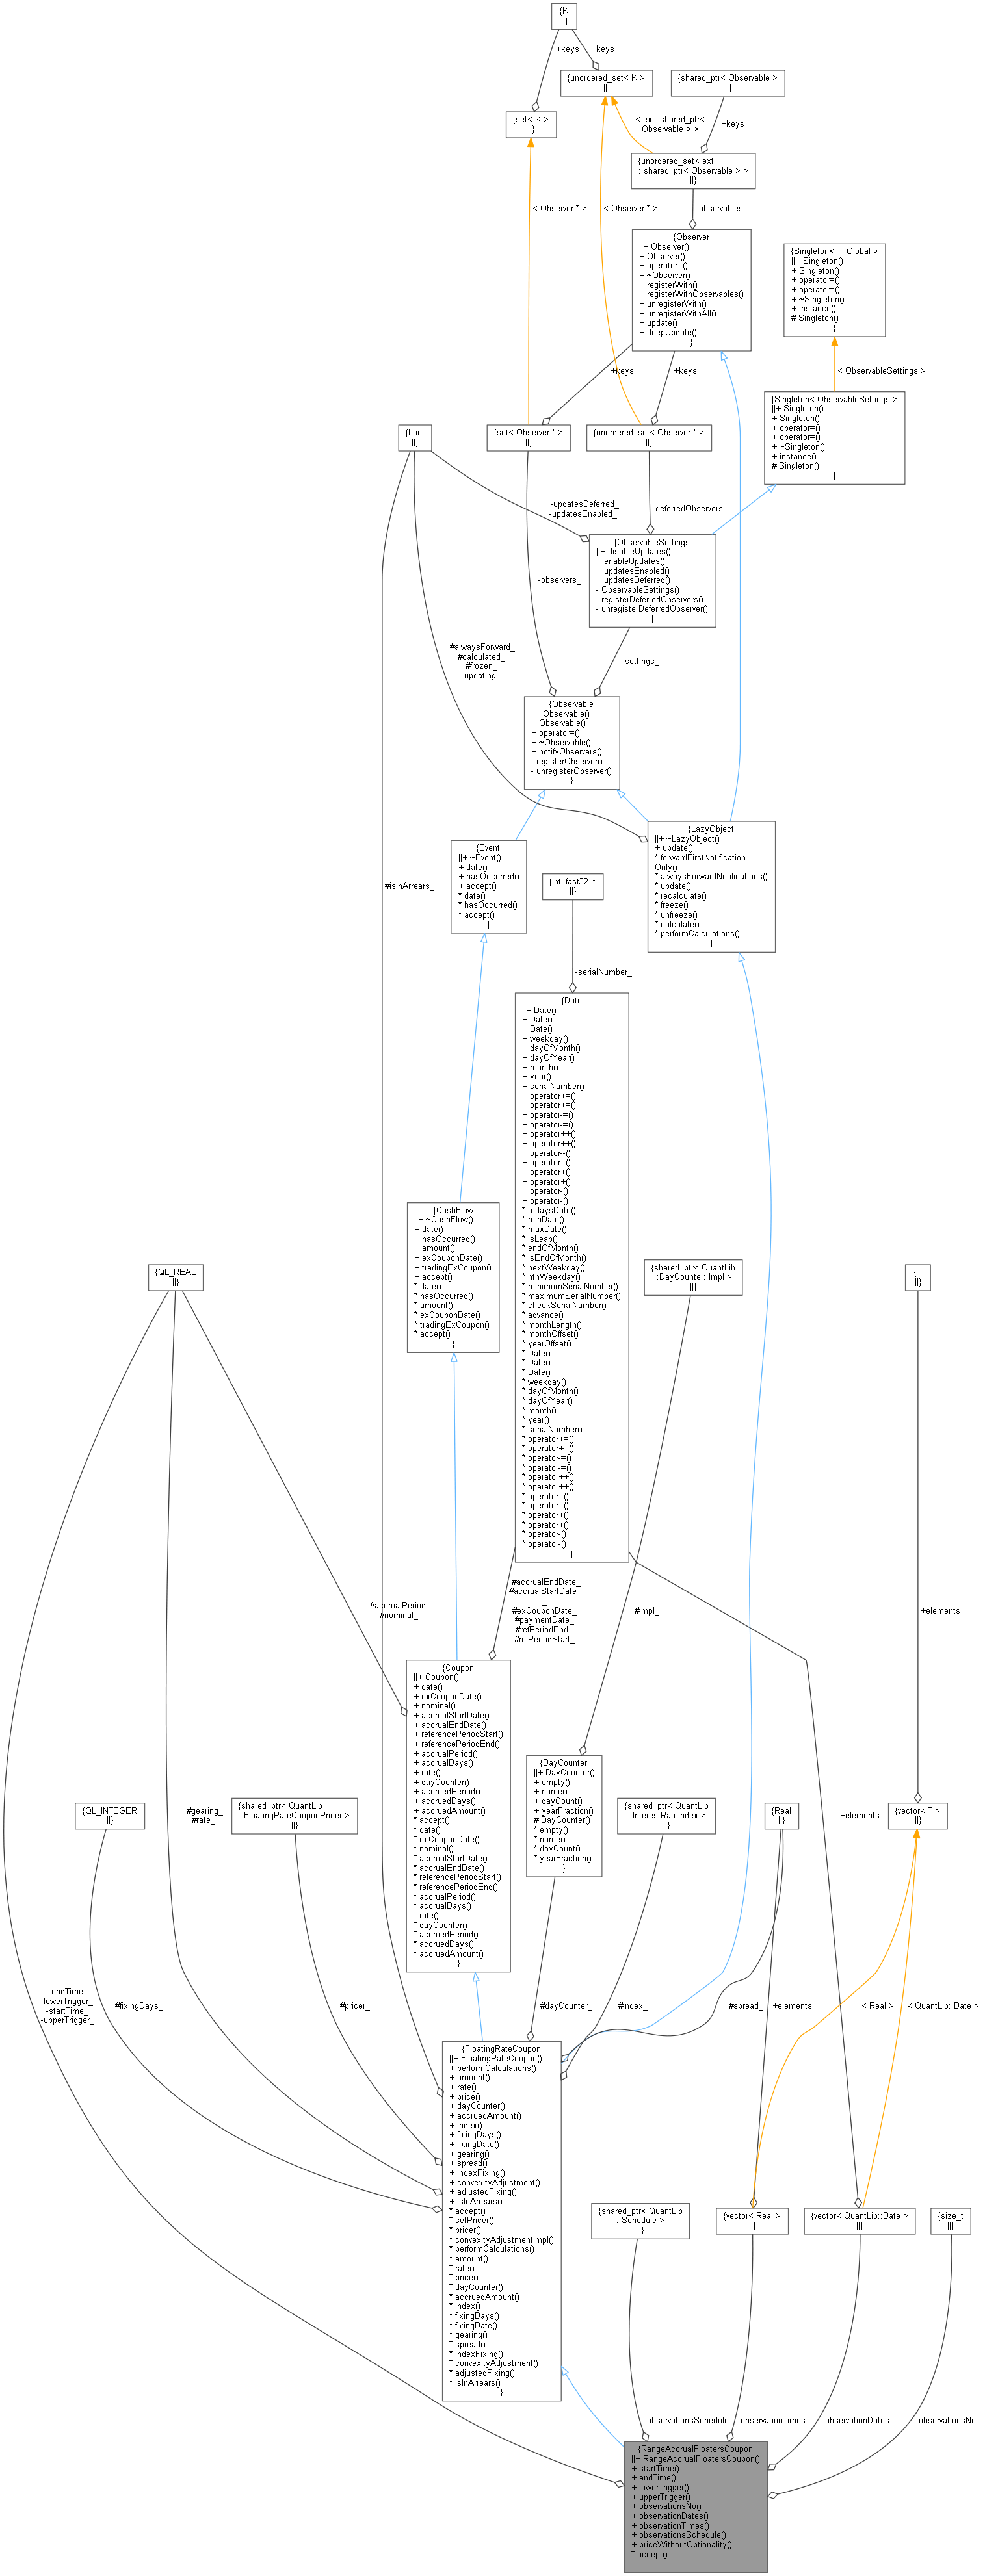 {K
||}
+keys
+keys
{unordered_set< K >
||}
{shared_ptr< Observable >
||}
{set< K >
||}
< ext::shared_ptr<
Observable > >
+keys
{unordered_set< ext
::shared_ptr< Observable > >
||}
< Observer * >
< Observer * >
-observables_
{Observer
||+ Observer()
+ Observer()
+ operator=()
+ ~Observer()
+ registerWith()
+ registerWithObservables()
+ unregisterWith()
+ unregisterWithAll()
+ update()
+ deepUpdate()
}
{Singleton< T, Global >
||+ Singleton()
+ Singleton()
+ operator=()
+ operator=()
+ ~Singleton()
+ instance()
# Singleton()
}
+keys
+keys
< ObservableSettings >
{Singleton< ObservableSettings >
||+ Singleton()
+ Singleton()
+ operator=()
+ operator=()
+ ~Singleton()
+ instance()
# Singleton()
}
{bool
||}
{set< Observer * >
||}
{unordered_set< Observer * >
||}
-updatesDeferred_
-updatesEnabled_
-deferredObservers_
{ObservableSettings
||+ disableUpdates()
+ enableUpdates()
+ updatesEnabled()
+ updatesDeferred()
- ObservableSettings()
- registerDeferredObservers()
- unregisterDeferredObserver()
}
-observers_
#alwaysForward_
#calculated_
#frozen_
-updating_
-settings_
{Observable
||+ Observable()
+ Observable()
+ operator=()
+ ~Observable()
+ notifyObservers()
- registerObserver()
- unregisterObserver()
}
{LazyObject
||+ ~LazyObject()
+ update()
* forwardFirstNotification
Only()
* alwaysForwardNotifications()
* update()
* recalculate()
* freeze()
* unfreeze()
* calculate()
* performCalculations()
}
{Event
||+ ~Event()
+ date()
+ hasOccurred()
+ accept()
* date()
* hasOccurred()
* accept()
}
#isInArrears_
{int_fast32_t
||}
-serialNumber_
{Date
||+ Date()
+ Date()
+ Date()
+ weekday()
+ dayOfMonth()
+ dayOfYear()
+ month()
+ year()
+ serialNumber()
+ operator+=()
+ operator+=()
+ operator-=()
+ operator-=()
+ operator++()
+ operator++()
+ operator--()
+ operator--()
+ operator+()
+ operator+()
+ operator-()
+ operator-()
* todaysDate()
* minDate()
* maxDate()
* isLeap()
* endOfMonth()
* isEndOfMonth()
* nextWeekday()
* nthWeekday()
* minimumSerialNumber()
* maximumSerialNumber()
* checkSerialNumber()
* advance()
* monthLength()
* monthOffset()
* yearOffset()
* Date()
* Date()
* Date()
* weekday()
* dayOfMonth()
* dayOfYear()
* month()
* year()
* serialNumber()
* operator+=()
* operator+=()
* operator-=()
* operator-=()
* operator++()
* operator++()
* operator--()
* operator--()
* operator+()
* operator+()
* operator-()
* operator-()
}
{CashFlow
||+ ~CashFlow()
+ date()
+ hasOccurred()
+ amount()
+ exCouponDate()
+ tradingExCoupon()
+ accept()
* date()
* hasOccurred()
* amount()
* exCouponDate()
* tradingExCoupon()
* accept()
}
{QL_REAL
||}
{shared_ptr< QuantLib
::DayCounter::Impl >
||}
{T
||}
#accrualPeriod_
#nominal_
#accrualEndDate_
#accrualStartDate
_
#exCouponDate_
#paymentDate_
#refPeriodEnd_
#refPeriodStart_
#impl_
+elements
{Coupon
||+ Coupon()
+ date()
+ exCouponDate()
+ nominal()
+ accrualStartDate()
+ accrualEndDate()
+ referencePeriodStart()
+ referencePeriodEnd()
+ accrualPeriod()
+ accrualDays()
+ rate()
+ dayCounter()
+ accruedPeriod()
+ accruedDays()
+ accruedAmount()
* accept()
* date()
* exCouponDate()
* nominal()
* accrualStartDate()
* accrualEndDate()
* referencePeriodStart()
* referencePeriodEnd()
* accrualPeriod()
* accrualDays()
* rate()
* dayCounter()
* accruedPeriod()
* accruedDays()
* accruedAmount()
}
{DayCounter
||+ DayCounter()
+ empty()
+ name()
+ dayCount()
+ yearFraction()
# DayCounter()
* empty()
* name()
* dayCount()
* yearFraction()
}
{QL_INTEGER
||}
#gearing_
#rate_
{shared_ptr< QuantLib
::FloatingRateCouponPricer >
||}
{shared_ptr< QuantLib
::InterestRateIndex >
||}
{Real
||}
+elements
{vector< T >
||}
-endTime_
-lowerTrigger_
-startTime_
-upperTrigger_
#fixingDays_
#pricer_
#dayCounter_
#index_
#spread_
+elements
< Real >
< QuantLib::Date >
{FloatingRateCoupon
||+ FloatingRateCoupon()
+ performCalculations()
+ amount()
+ rate()
+ price()
+ dayCounter()
+ accruedAmount()
+ index()
+ fixingDays()
+ fixingDate()
+ gearing()
+ spread()
+ indexFixing()
+ convexityAdjustment()
+ adjustedFixing()
+ isInArrears()
* accept()
* setPricer()
* pricer()
* convexityAdjustmentImpl()
* performCalculations()
* amount()
* rate()
* price()
* dayCounter()
* accruedAmount()
* index()
* fixingDays()
* fixingDate()
* gearing()
* spread()
* indexFixing()
* convexityAdjustment()
* adjustedFixing()
* isInArrears()
}
{shared_ptr< QuantLib
::Schedule >
||}
{vector< Real >
||}
{vector< QuantLib::Date >
||}
{size_t
||}
-observationsSchedule_
-observationTimes_
-observationDates_
-observationsNo_
{RangeAccrualFloatersCoupon
||+ RangeAccrualFloatersCoupon()
+ startTime()
+ endTime()
+ lowerTrigger()
+ upperTrigger()
+ observationsNo()
+ observationDates()
+ observationTimes()
+ observationsSchedule()
+ priceWithoutOptionality()
* accept()
}